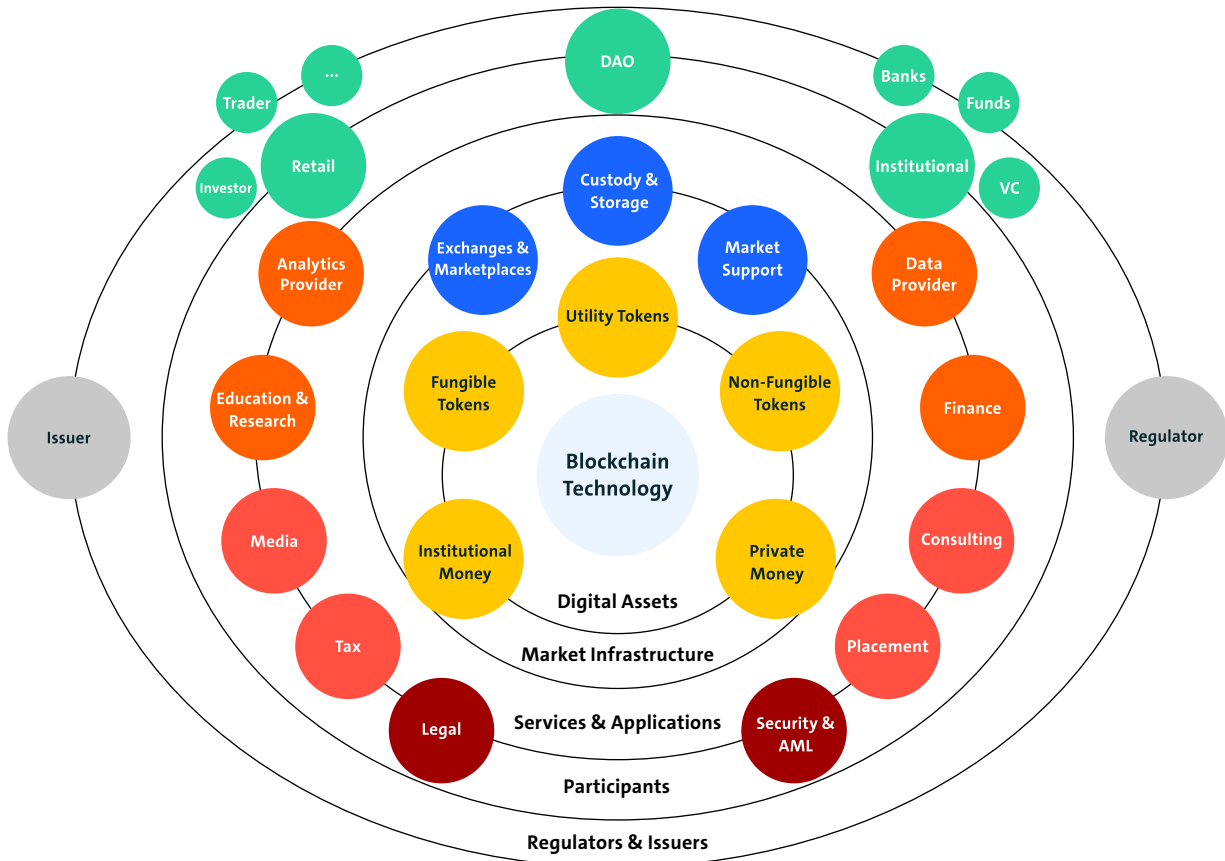 DAO
...
Banks
Trader
Funds
Retail
Institutional
Investor
VC
Custody &
Storage
Exchanges &
Marketplaces
Market
Support
Analytics
Provider
Data
Provider
Utility Tokens
Fungible
Tokens
Non-Fungible
Tokens
Education &
Research
Finance
Issuer
Regulator
Blockchain
Technology
Media
Consulting
Institutional
Money
Private
Money
Digital Assets
Tax
Placement
Market Infrastructure
Legal
Services & Applications
Security &
AML
Participants
Regulators & Issuers